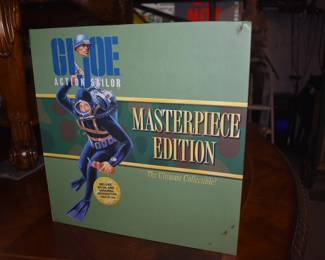 GI JOE
ACTION SAILOR
MASTERPIECE
EDITION
The Ultimate Collectible!